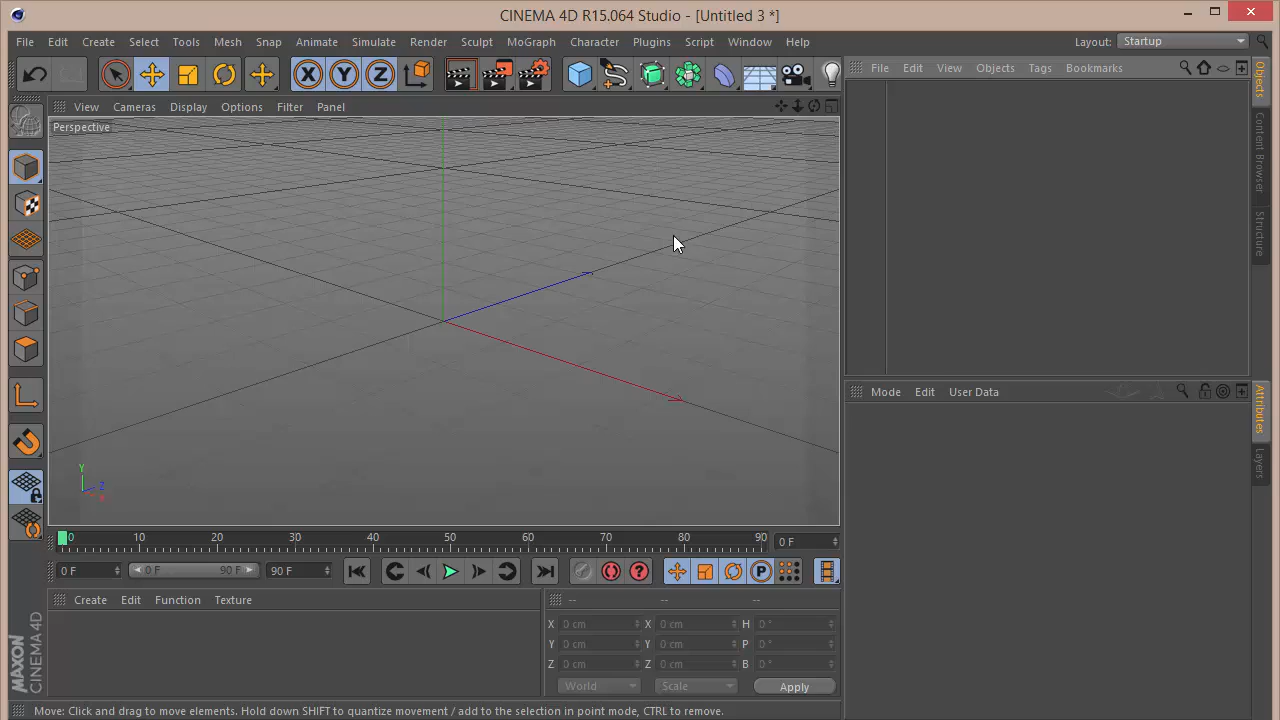 CINEMA 4D R15.064 Studio - [Untitled 3 *]
File Edit Create Select Tools Mesh Snap Animate Simulate Render Sculpt MoGraph Character Plugins Script Window Help Layout: Startup
X Y Z
File Edit View Objects Tags Bookmarks
Objects
Content Browser
Structure
View Cameras Display Options Filter Panel
Perspective
Y
Z
X
Mode Edit User Data
Attributes
Layers
0 10 20 30 40 50 60 70 80 90 0 F
0 F 0 F 90 F 90 F P
Create Edit Function Texture
-- -- --
X 0 cm X 0 cm H 0 °
Y 0 cm Y 0 cm P 0 °
Z 0 cm Z 0 cm B 0 °
World Scale Apply
MAXON
CINEMA 4D
Move: Click and drag to move elements. Hold down SHIFT to quantize movement / add to the selection in point mode, CTRL to remove.